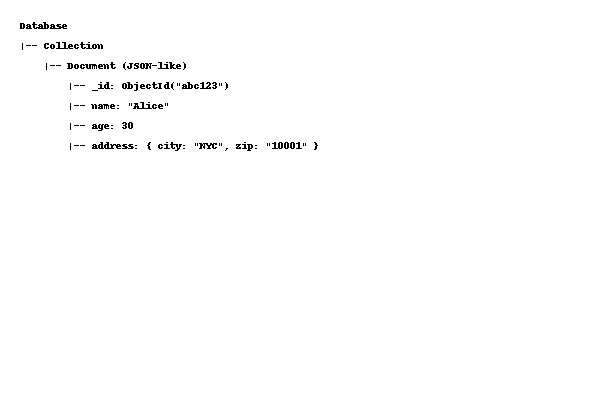 Database
|-- Collection
    |-- Document (JSON-like)
        |-- _id: ObjectId("abc123")
        |-- name: "Alice"
        |-- age: 30
        |-- address: { city: "NYC", zip: "10001" }